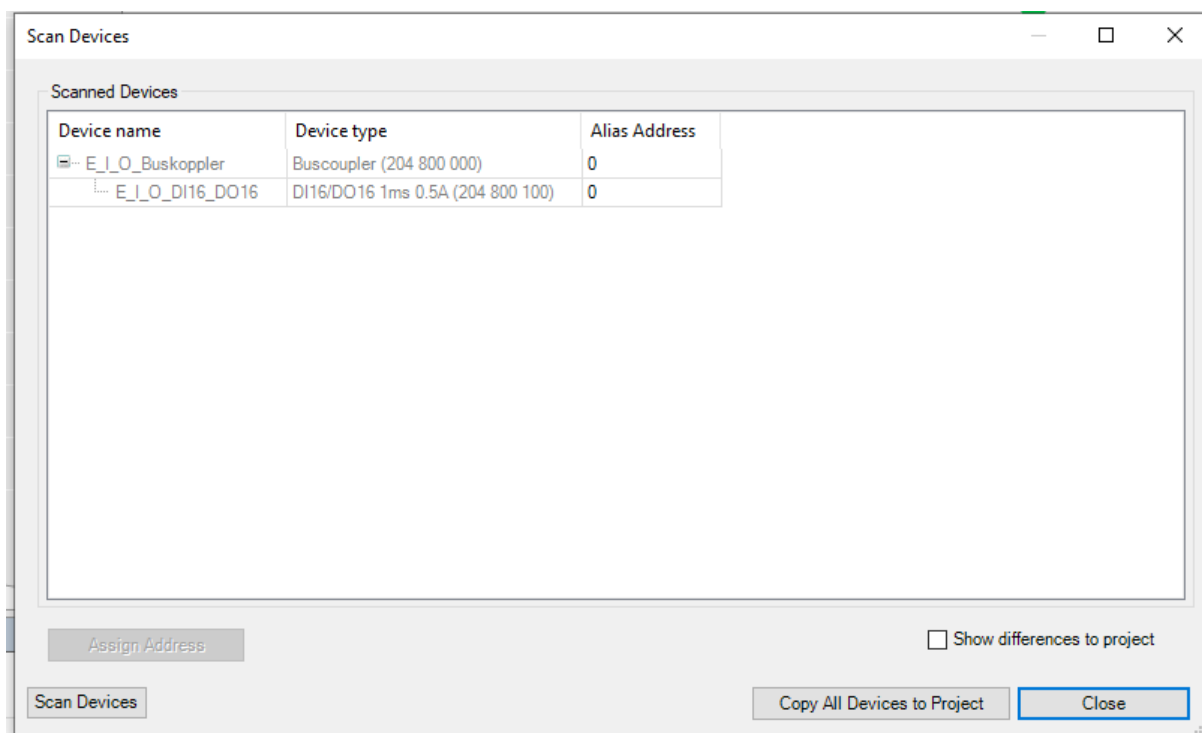 Scan Devices
Scanned Devices
Device name Device type Alias Address
E_I_O_Buskoppler Buscoupler (204 800 000) 0
E_I_O_DI16_DO16 DI16/DO16 1ms 0.5A (204 800 100) 0
Assign Address
Show differences to project
Scan Devices
Copy All Devices to Project
Close